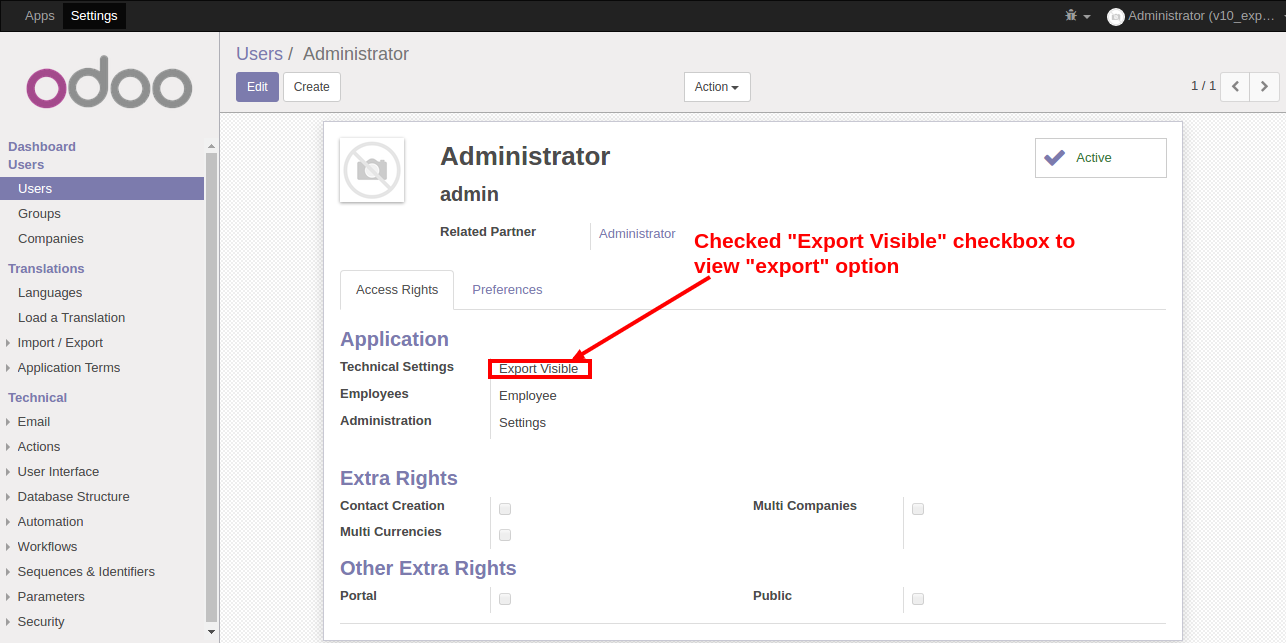 Apps Settings
Administrator (v10_exp…
odoo
Users / Administrator
Edit Create
Action
1 / 1
Dashboard
Users
Users
Groups
Companies
Translations
Languages
Load a Translation
Import / Export
Application Terms
Technical
Email
Actions
User Interface
Database Structure
Automation
Workflows
Sequences & Identifiers
Parameters
Security
Administrator
Active
admin
Related Partner Administrator
Checked "Export Visible" checkbox to
view "export" option
Access Rights Preferences
Application
Technical Settings Export Visible
Employees Employee
Administration Settings
Extra Rights
Contact Creation Multi Companies
Multi Currencies
Other Extra Rights
Portal Public